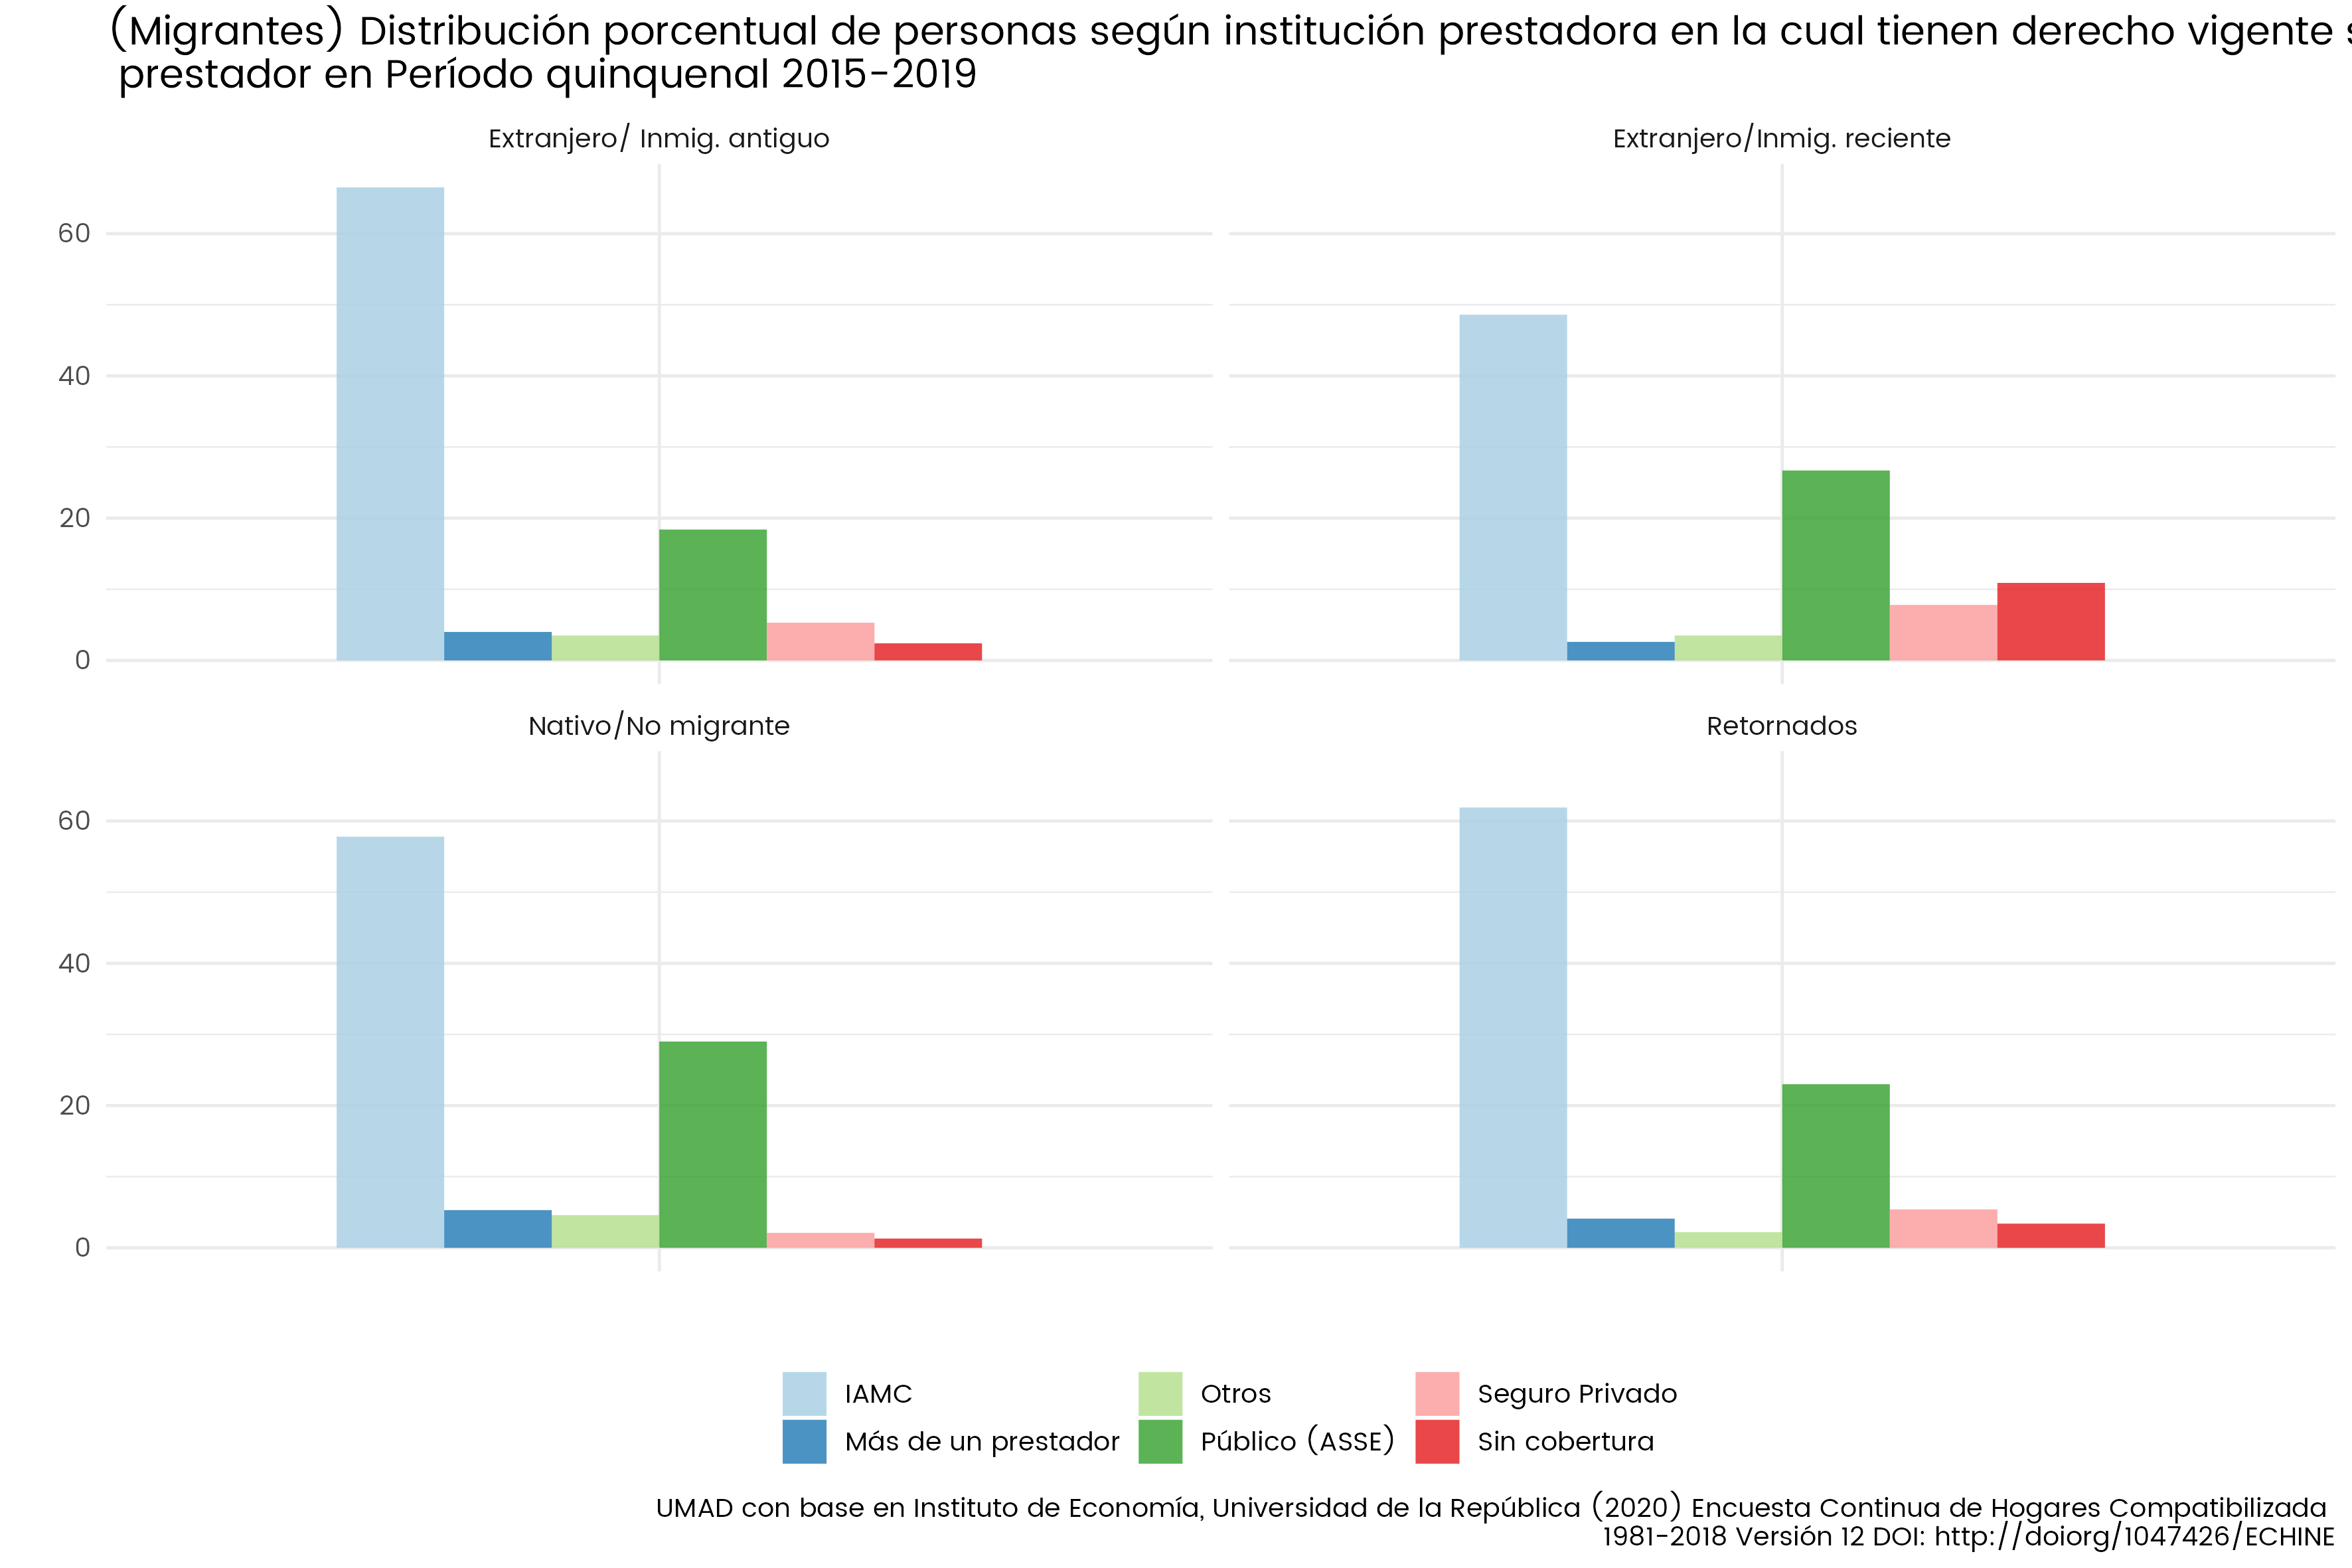 (Migrantes) Distribución porcentual de personas según institución prestadora en la cual tienen derecho vigente
prestador en Período quinquenal 2015-2019
Extranjero/ Inmig. antiguo
Extranjero/Inmig. reciente
60
40
20
0
Nativo/No migrante
Retornados
60
40
20
0
IAMC
Otros
Seguro Privado
Más de un prestador
Público (ASSE)
Sin cobertura
UMAD con base en Instituto de Economía, Universidad de la República (2020) Encuesta Continua de Hogares Compatibilizada
1981-2018 Versión 12 DOI: http://doiorg/1047426/ECHINE